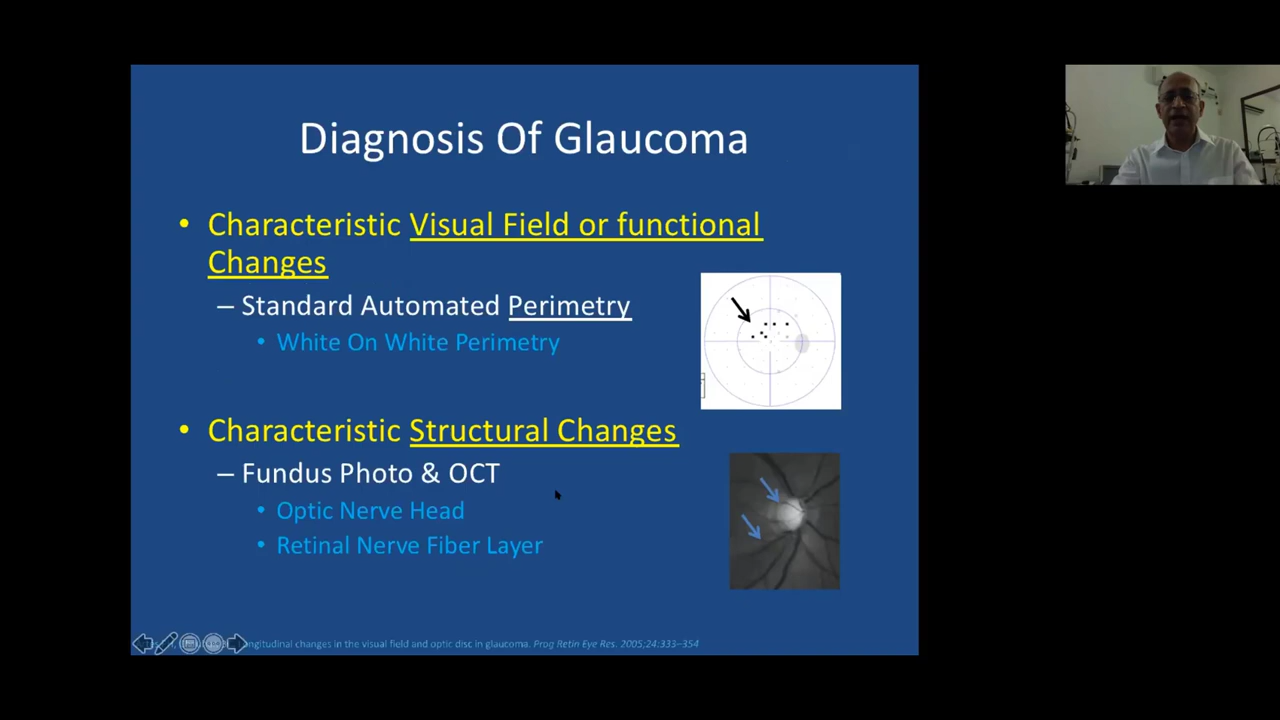 Diagnosis Of Glaucoma
• Characteristic Visual Field or functional
Changes
– Standard Automated Perimetry
• White On White Perimetry
• Characteristic Structural Changes
– Fundus Photo & OCT
• Optic Nerve Head
• Retinal Nerve Fiber Layer
changes in the visual field and optic disc in glaucoma. Prog Retin Eye Res. 2005;24:333–354